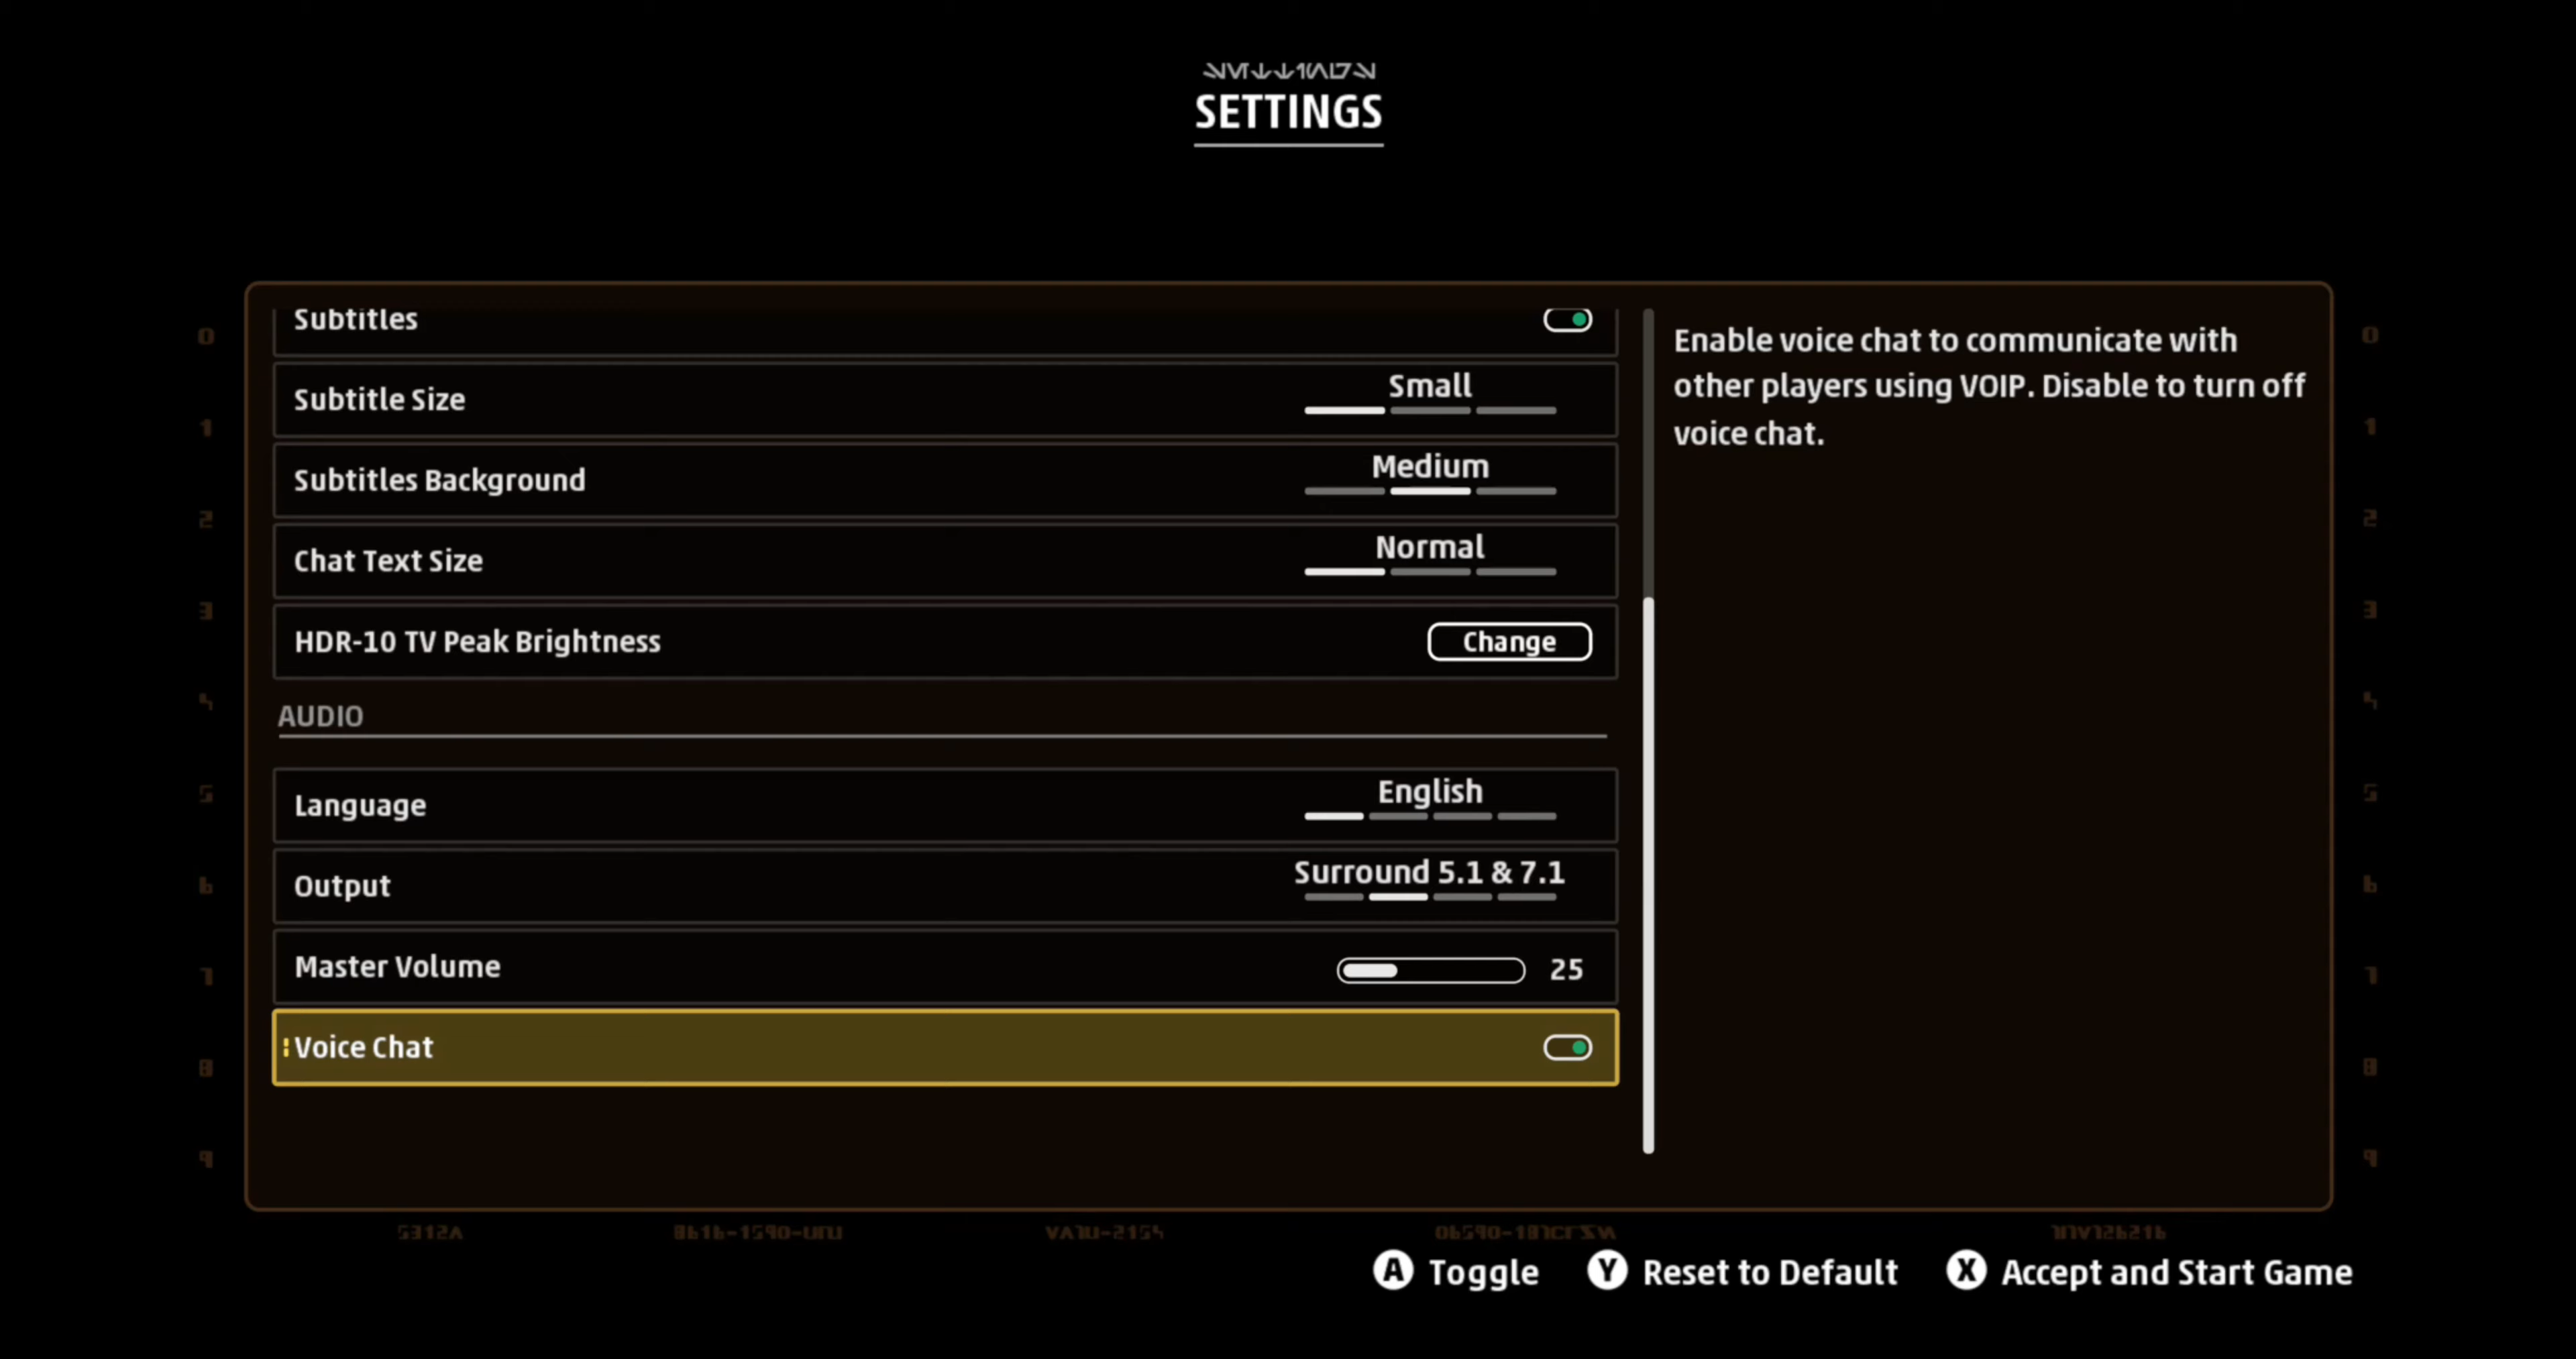 SETTINGS
Subtitles
Subtitle Size Small
Subtitles Background Medium
Chat Text Size Normal
HDR-10 TV Peak Brightness Change
AUDIO
Language English
Output Surround 5.1 & 7.1
Master Volume 25
Voice Chat
Enable voice chat to communicate with
other players using VOIP. Disable to turn off
voice chat.
A Toggle Y Reset to Default X Accept and Start Game